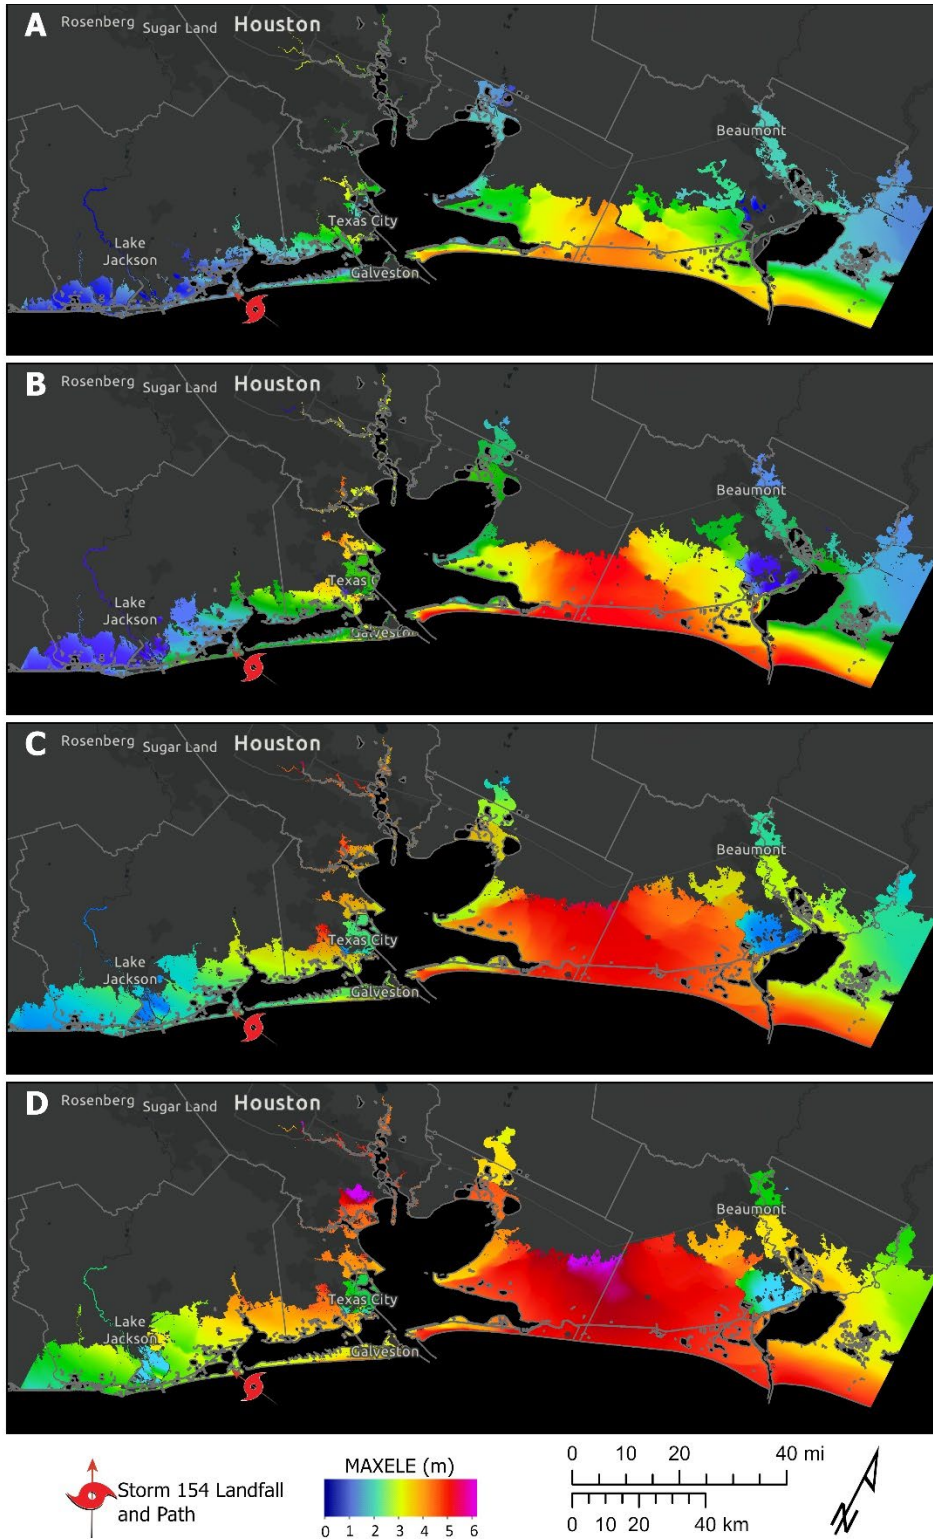 A
Rosenberg Sugar Land Houston
Beaumont
Texas City
Lake
Jackson
Galveston
B
Rosenberg Sugar Land Houston
Beaumont
Texas C
Lake
Jackson
Galveston
C
Rosenberg Sugar Land Houston
Beaumont
Texas City
Lake
Jackson
Galveston
D
Rosenberg Sugar Land Houston
Beaumont
Texas City
Lake
Jackson
Galveston
Storm 154 Landfall
and Path
MAXELE (m)
0 1 2 3 4 5 6
0 10 20 40 mi
0 10 20 40 km
N